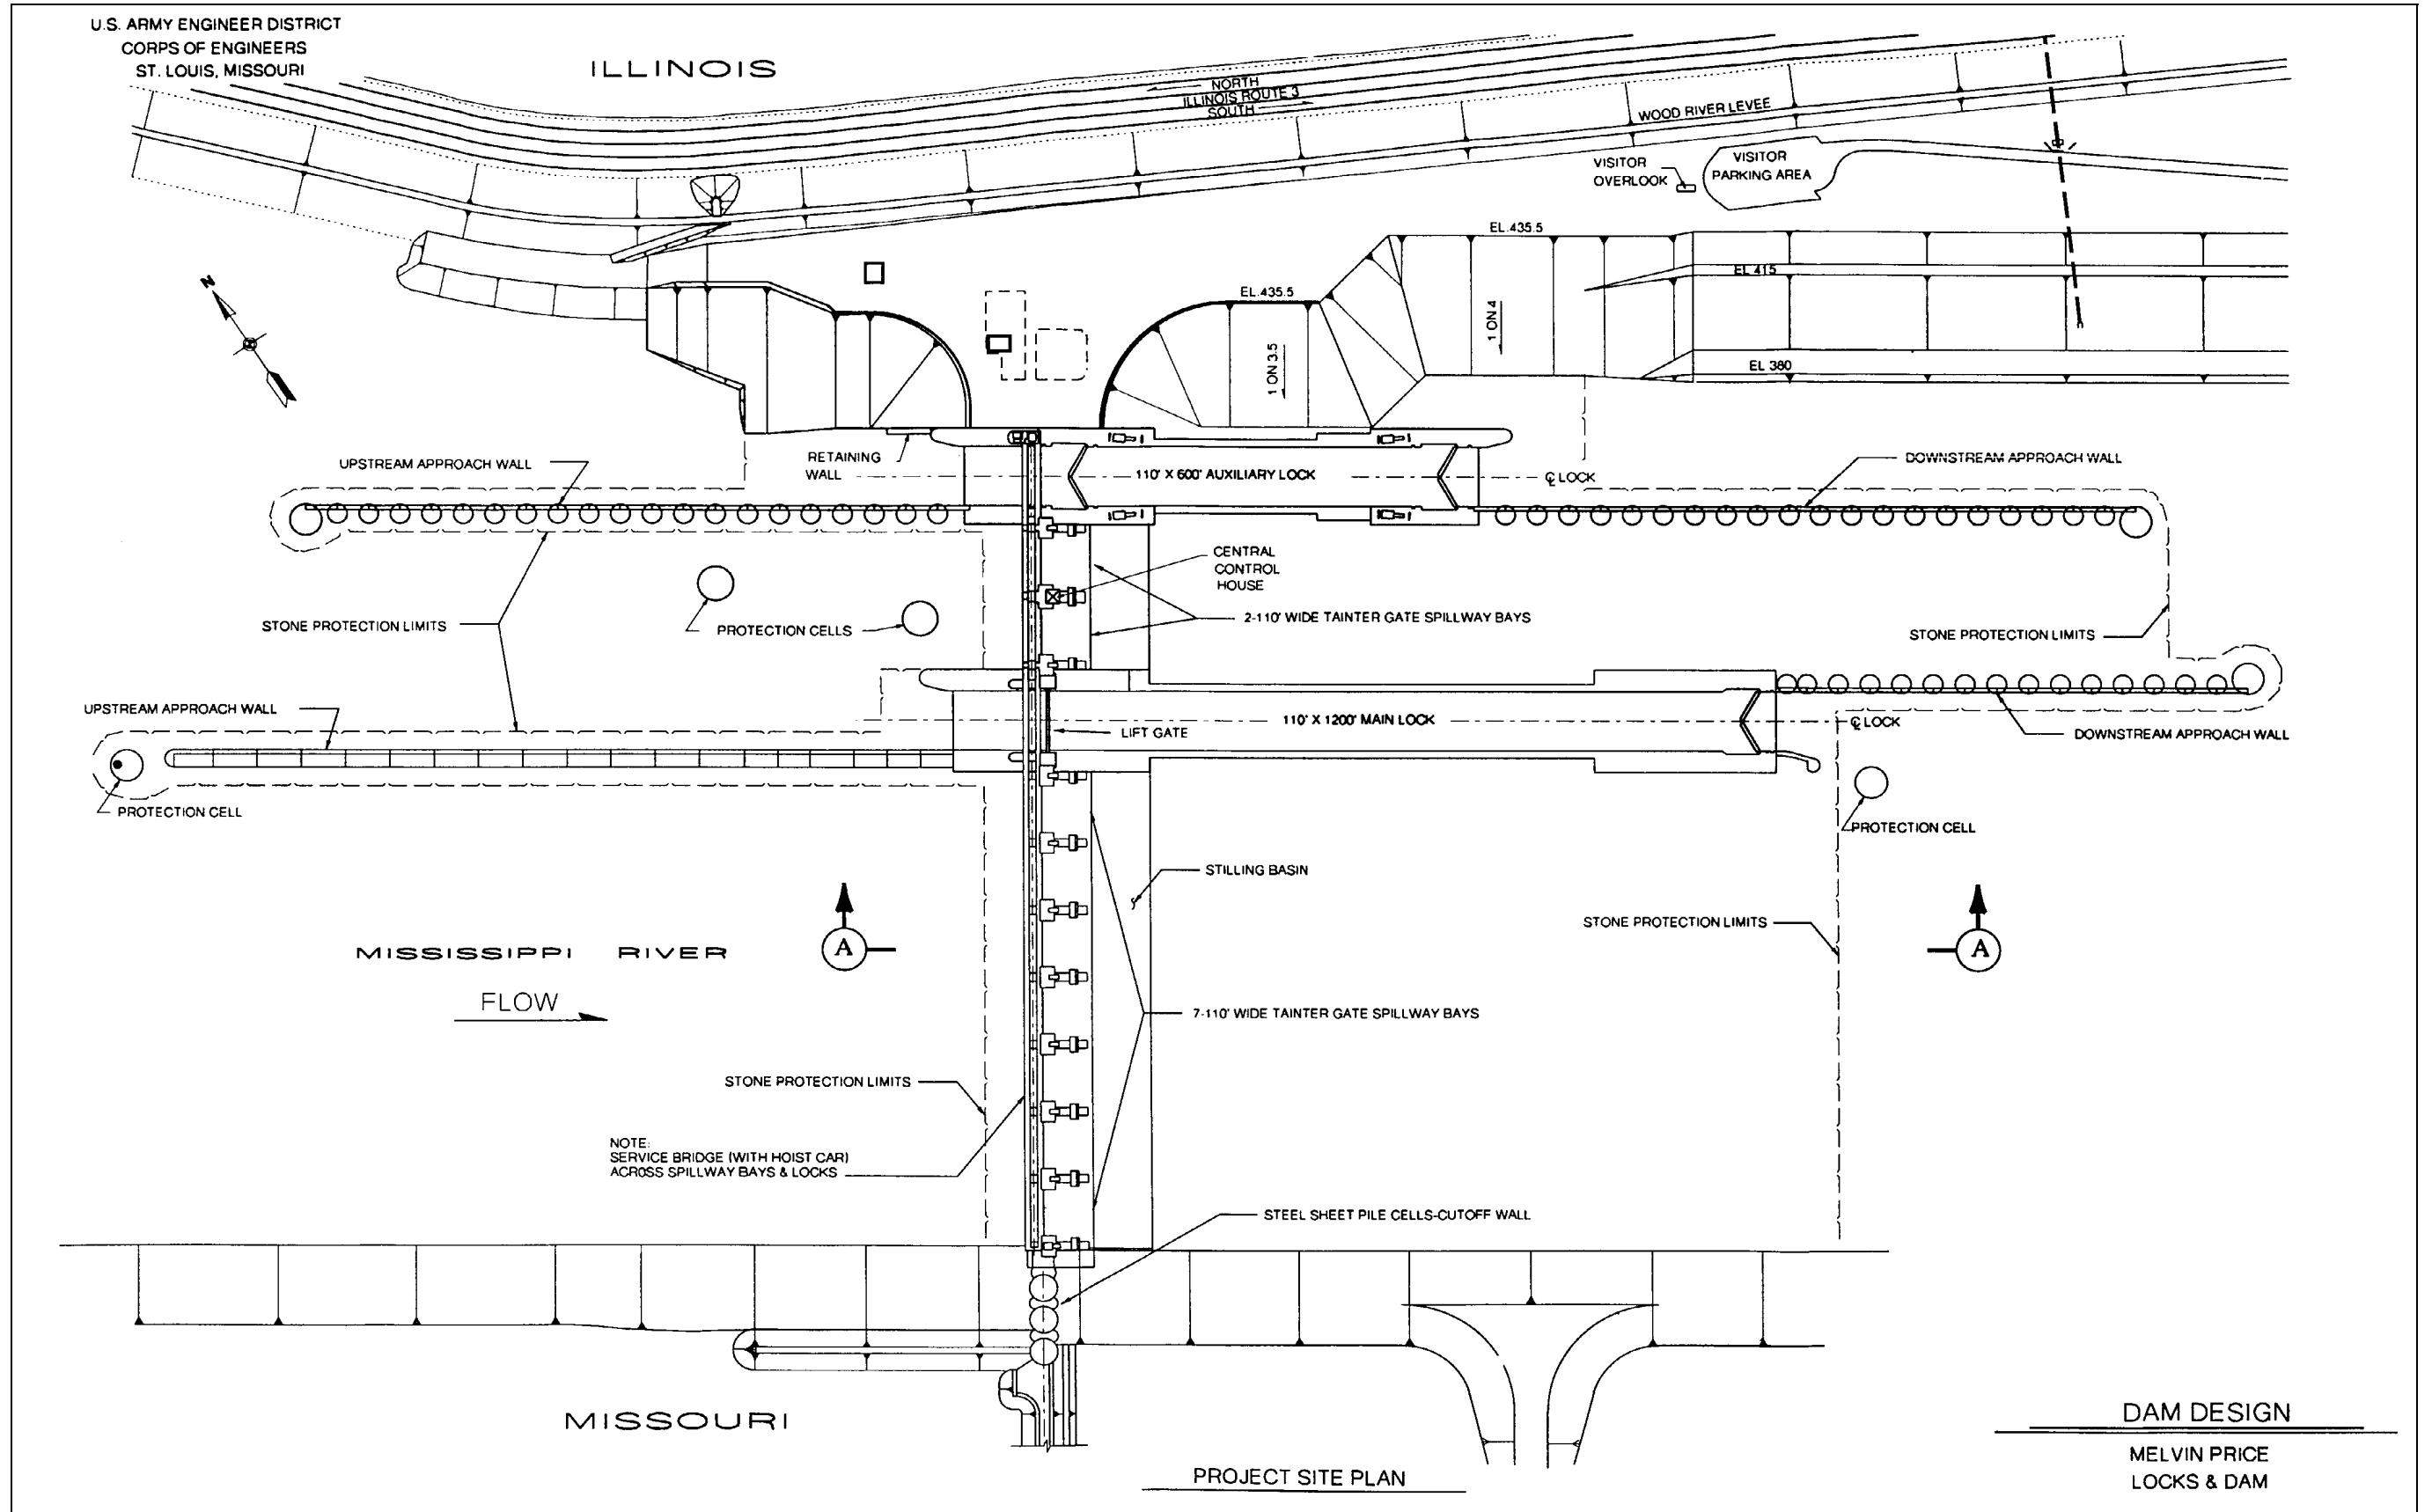 U.S. ARMY ENGINEER DISTRICT
CORPS OF ENGINEERS
ST. LOUIS, MISSOURI
ILLINOIS
NORTH
ILLINOIS ROUTE 3
SOUTH
WOOD RIVER LEVEE
VISITOR
OVERLOOK
VISITOR
PARKING AREA
N
EL.435.5
EL 415
EL.435.5
1 ON 4
1 ON 3.5
EL 380
UPSTREAM APPROACH WALL
RETAINING
WALL
110' X 600' AUXILIARY LOCK
℄ LOCK
DOWNSTREAM APPROACH WALL
CENTRAL
CONTROL
HOUSE
STONE PROTECTION LIMITS
PROTECTION CELLS
2-110' WIDE TAINTER GATE SPILLWAY BAYS
STONE PROTECTION LIMITS
UPSTREAM APPROACH WALL
110' X 1200' MAIN LOCK
LIFT GATE
℄ LOCK
DOWNSTREAM APPROACH WALL
PROTECTION CELL
PROTECTION CELL
STILLING BASIN
A
MISSISSIPPI RIVER
STONE PROTECTION LIMITS
A
FLOW
7-110' WIDE TAINTER GATE SPILLWAY BAYS
STONE PROTECTION LIMITS
NOTE:
SERVICE BRIDGE (WITH HOIST CAR)
ACROSS SPILLWAY BAYS & LOCKS
STEEL SHEET PILE CELLS-CUTOFF WALL
MISSOURI
PROJECT SITE PLAN
DAM DESIGN
MELVIN PRICE
LOCKS & DAM